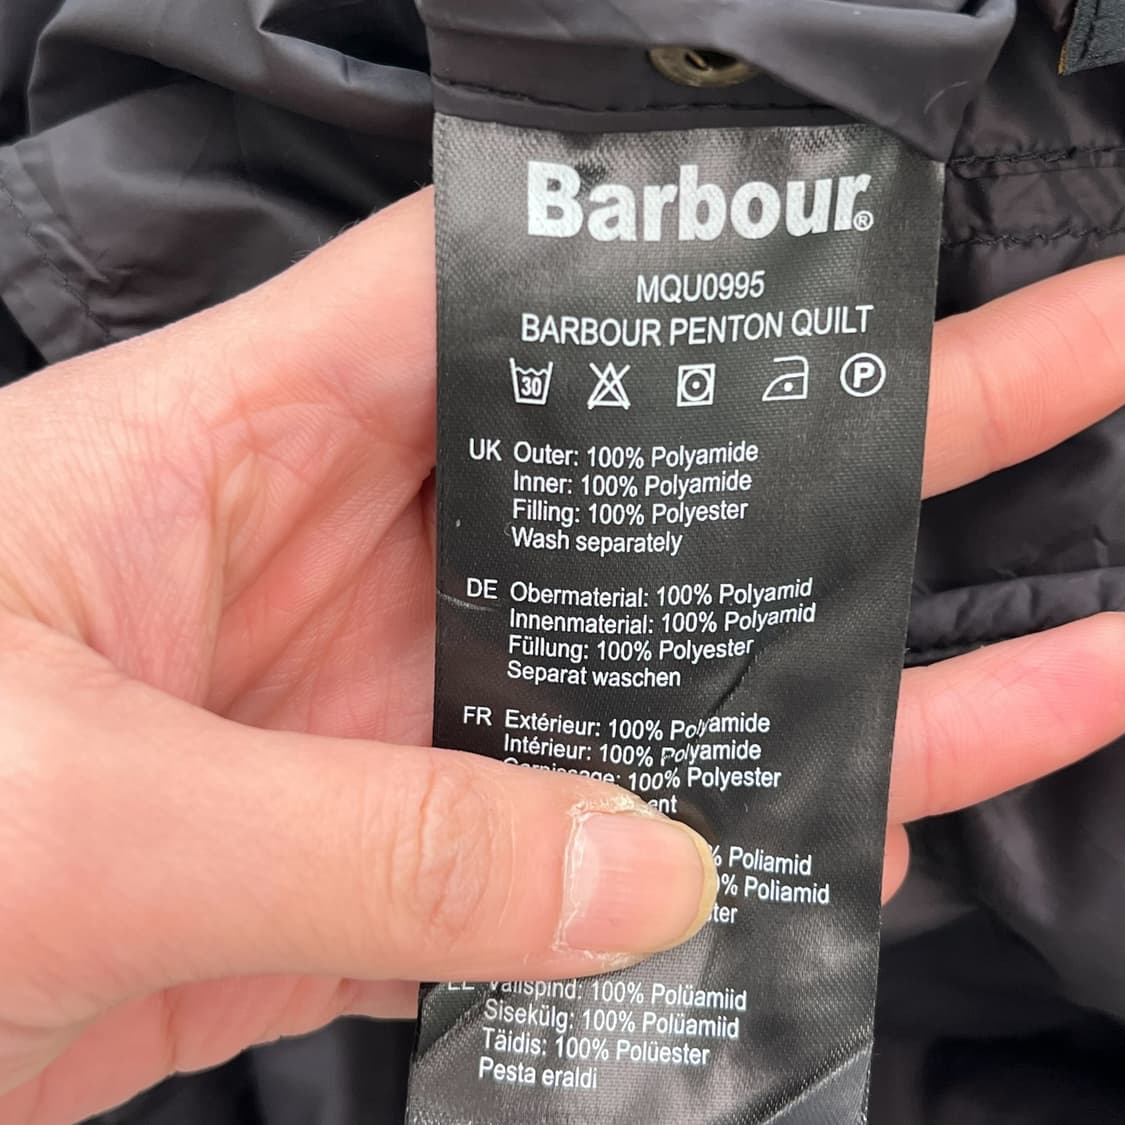 Barbour®
MQU0995
BARBOUR PENTON QUILT
30 P
UK Outer: 100% Polyamide
Inner: 100% Polyamide
Filling: 100% Polyester
Wash separately
DE Obermaterial: 100% Polyamid
Innenmaterial: 100% Polyamid
Füllung: 100% Polyester
Separat waschen
FR Extérieur: 100% Polyamide
Intérieur: 100% Polyamide
100% Polyester
% Poliamid
% Poliamid
Välispind: 100% Polüamiid
Sisekülg: 100% Polüamiid
Täidis: 100% Polüester
Pesta eraldi